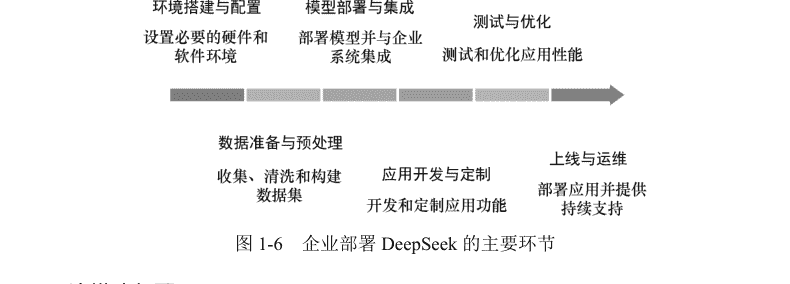 环境搭建与配置
设置必要的硬件和
软件环境
模型部署与集成
部署模型并与企业
系统集成
测试与优化
测试和优化应用性能
数据准备与预处理
收集、清洗和构建
数据集
应用开发与定制
开发和定制应用功能
上线与运维
部署应用并提供
持续支持
图 1-6　企业部署 DeepSeek 的主要环节